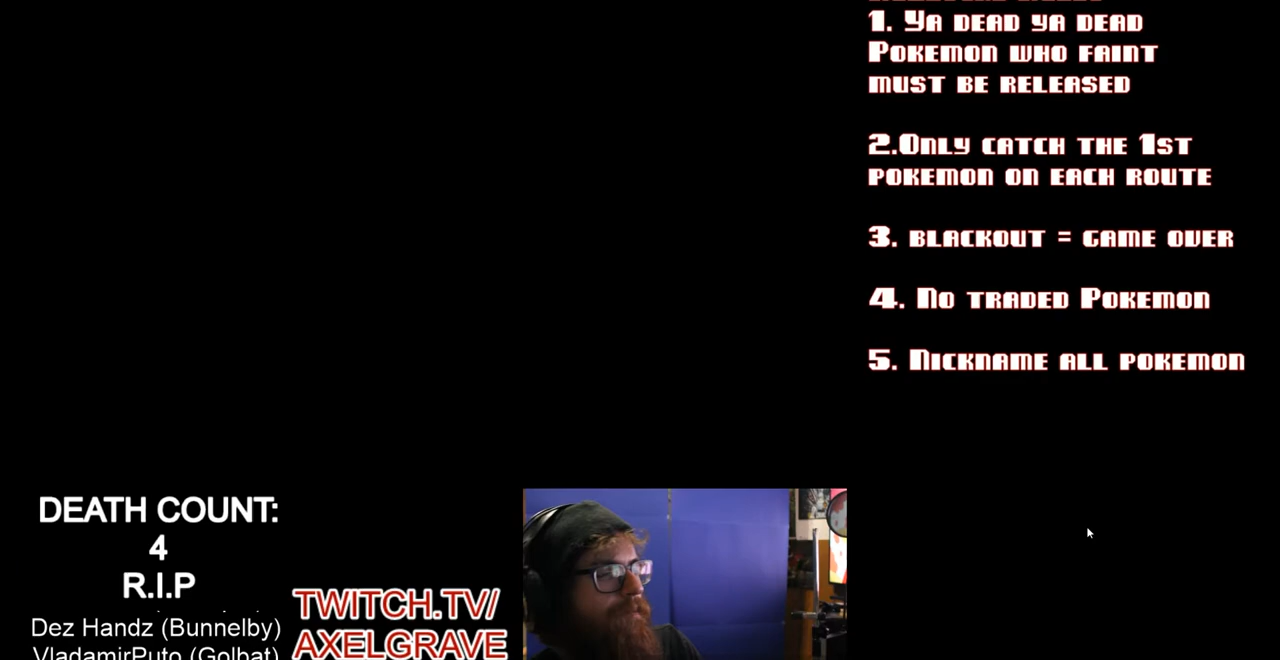 1. Ya dead ya dead
Pokemon who faint
must be released
2.Only catch the 1st
pokemon on each route
3. blackout = game over
4. No traded Pokemon
5. Nickname all pokemon
DEATH COUNT:
4
R.I.P
Dez Handz (Bunnelby)
VladamirPuto (Golbat)
TWITCH.TV/
AXELGRAVE